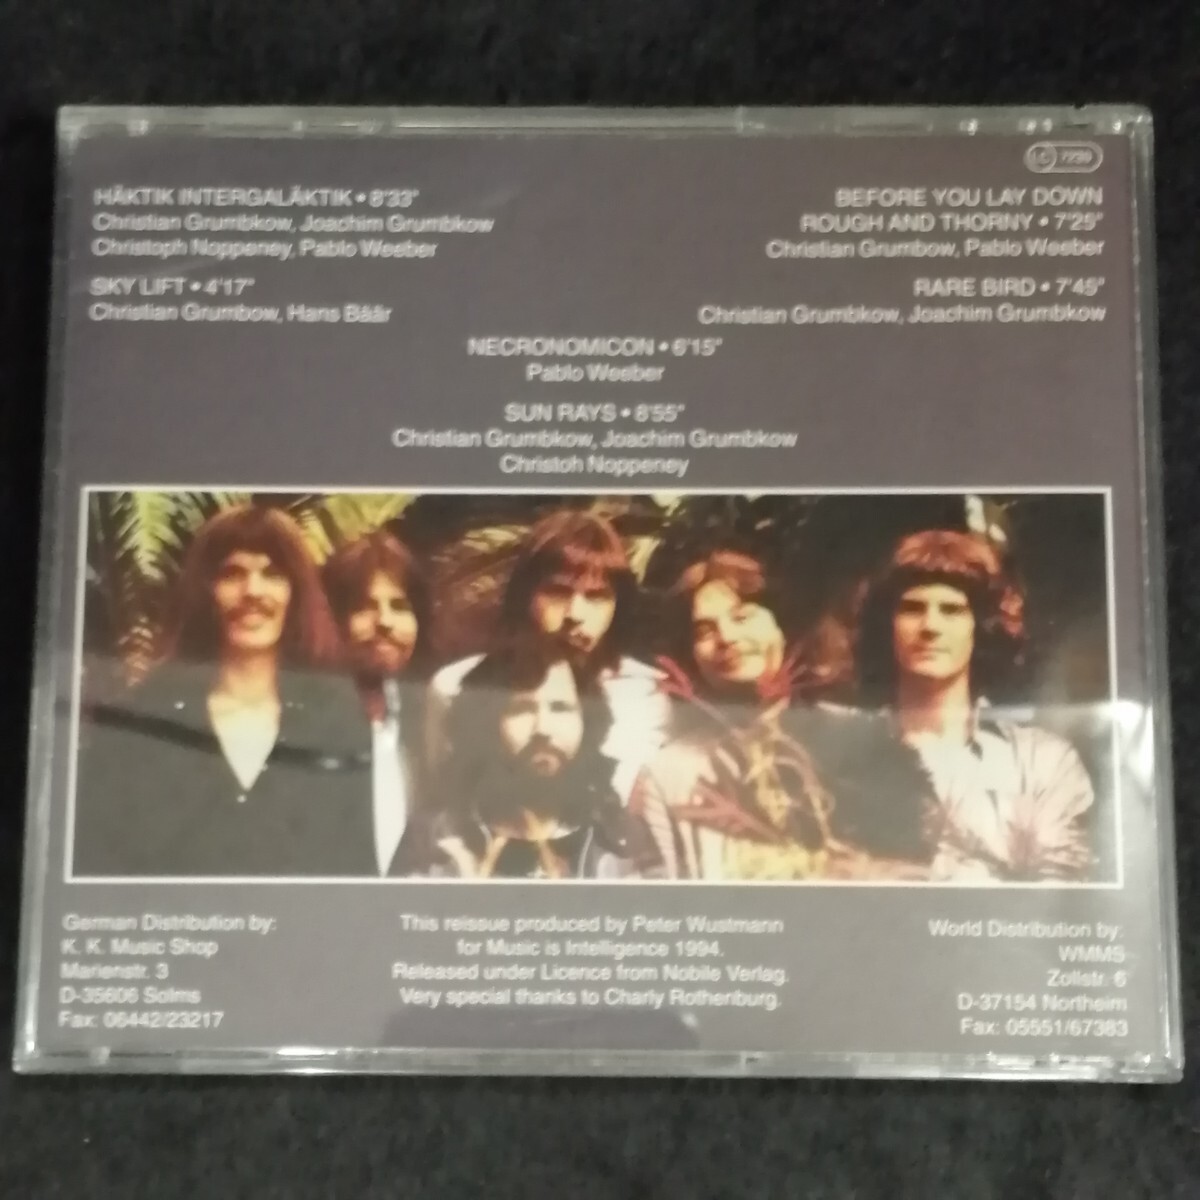 LC 7239
HÄKTIK INTERGALÄKTIK • 8'33"
Christian Grumbkow, Joachim Grumbkow
Christoph Noppeney, Pablo Weeber
SKY LIFT • 4'17"
Christian Grumbow, Hans Bäär
BEFORE YOU LAY DOWN
ROUGH AND THORNY • 7'25"
Christian Grumbow, Pablo Weeber
RARE BIRD • 7'45"
Christian Grumbkow, Joachim Grumbkow
NECRONOMICON • 6'15"
Pablo Weeber
SUN RAYS • 8'55"
Christian Grumbkow, Joachim Grumbkow
Christoh Noppeney
German Distribution by:
K. K. Music Shop
Marienstr. 3
D-35606 Solms
Fax: 06442/23217
This reissue produced by Peter Wustmann
for Music is Intelligence 1994.
Released under Licence from Nobile Verlag.
Very special thanks to Charly Rothenburg.
World Distribution by:
WMMS
Zollstr. 6
D-37154 Northeim
Fax: 05551/67383